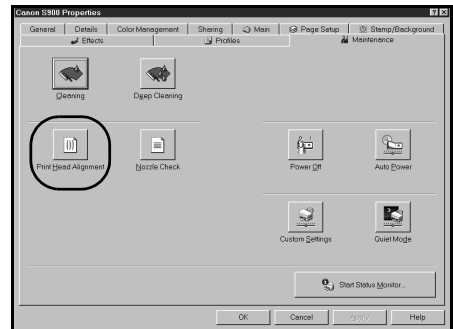 Canon S900 Properties
General Details Color Management Sharing Main Page Setup Stamp/Background
Effects Profiles Maintenance
Cleaning Deep Cleaning
Print Head Alignment Nozzle Check Power Off Auto Power
Custom Settings Quiet Mode
Start Status Monitor...
OK Cancel Apply Help